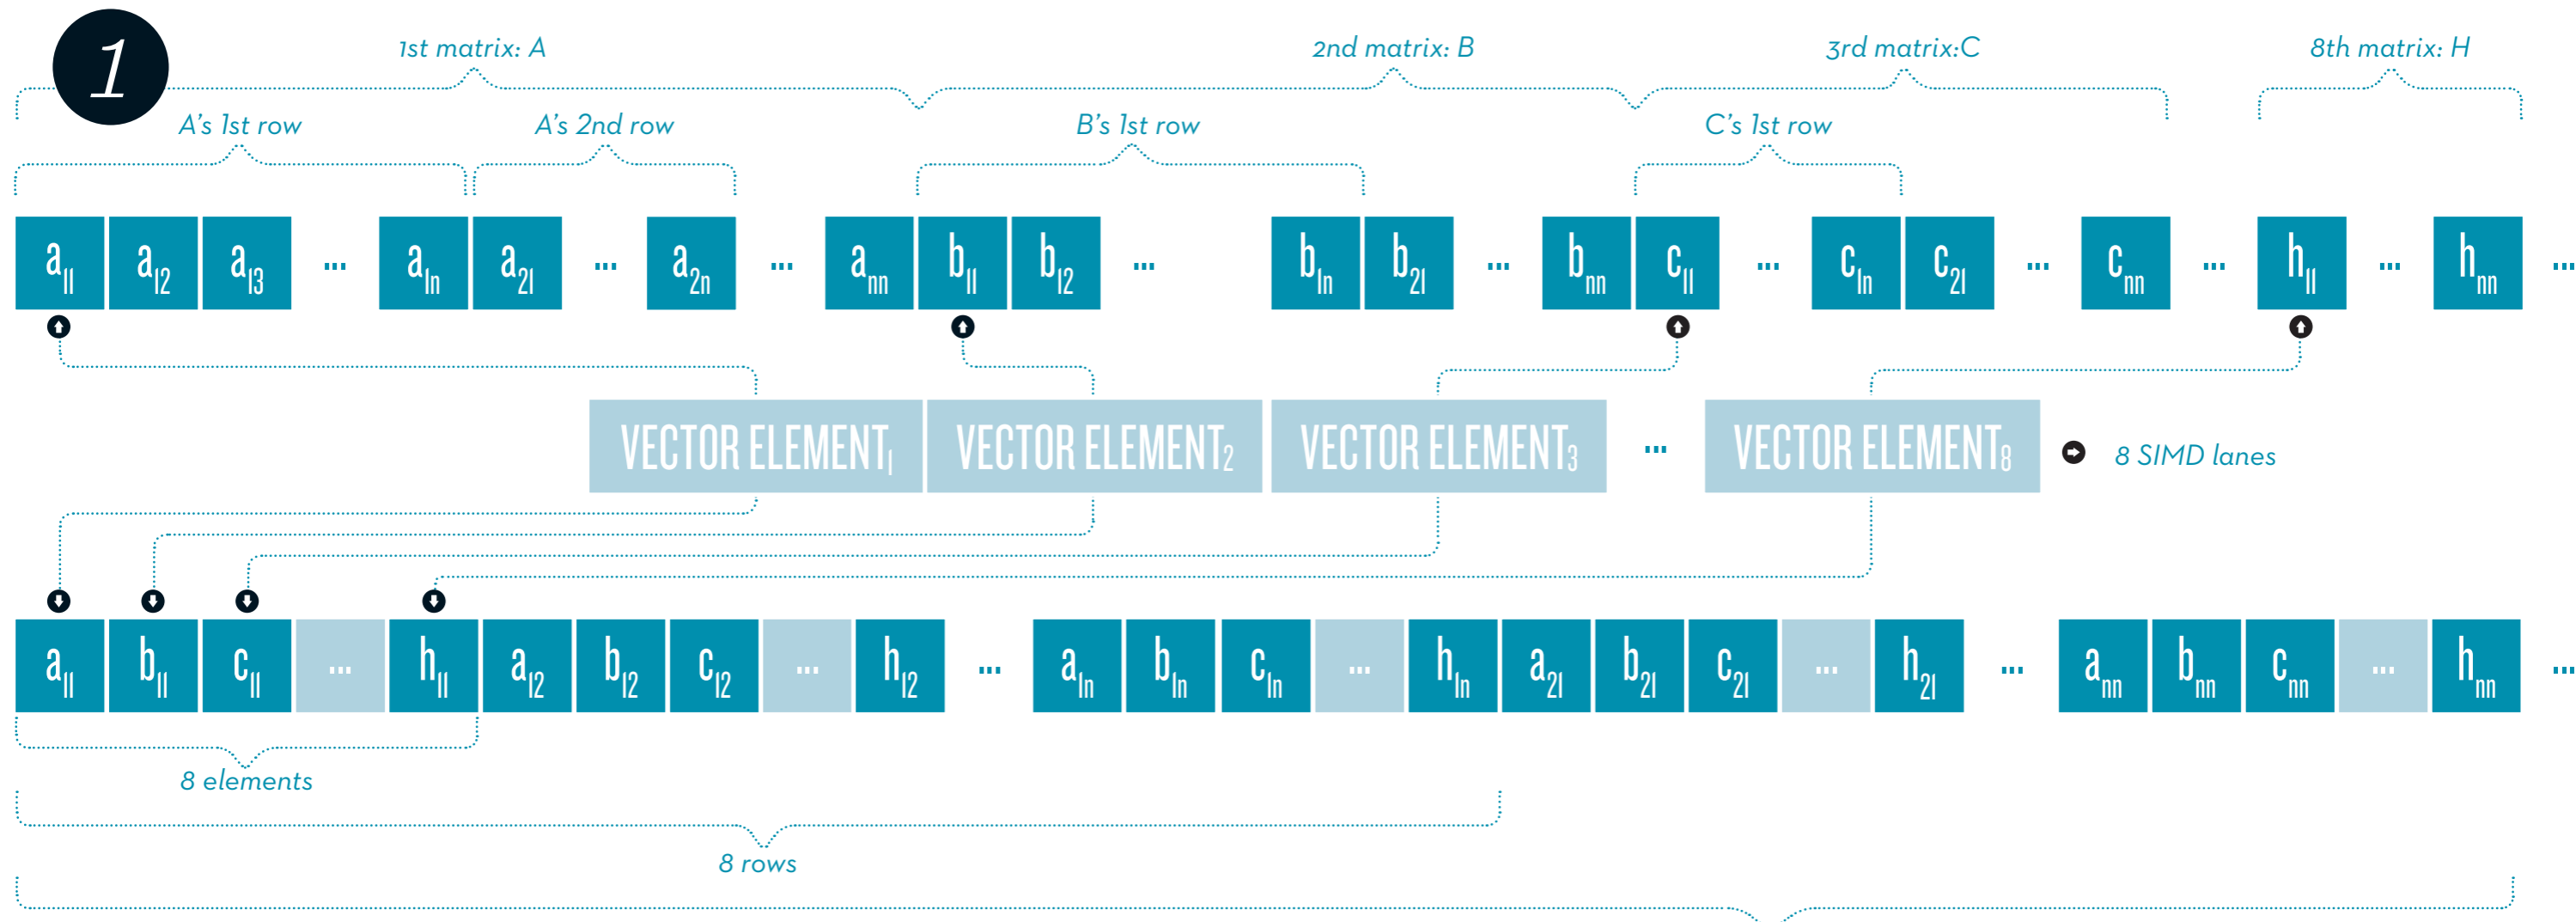 1
1st matrix: A 2nd matrix: B 3rd matrix:C 8th matrix: H
A's 1st row A's 2nd row B's 1st row C's 1st row
a11 a12 a13 ... a1n a21 ... a2n ... ann b11 b12 ... b1n b21 ... bnn c11 ... c1n c21 ... cnn ... h11 ... hnn ...
VECTOR ELEMENT1 VECTOR ELEMENT2 VECTOR ELEMENT3 ... VECTOR ELEMENT8 8 SIMD lanes
a11 b11 c11 ... h11 a12 b12 c12 ... h12 ... a1n b1n c1n ... h1n a21 b21 c21 ... h21 ... ann bnn cnn ... hnn ...
8 elements
8 rows